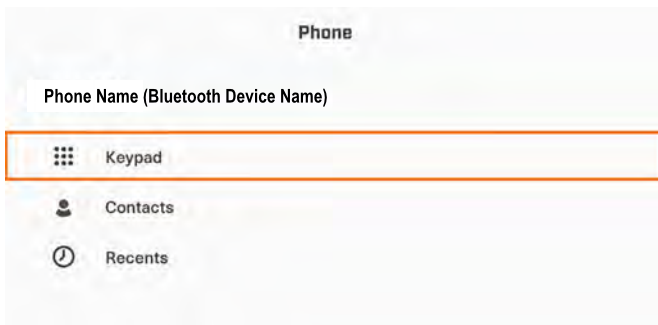 Phone
Phone Name (Bluetooth Device Name)
Keypad
Contacts
Recents